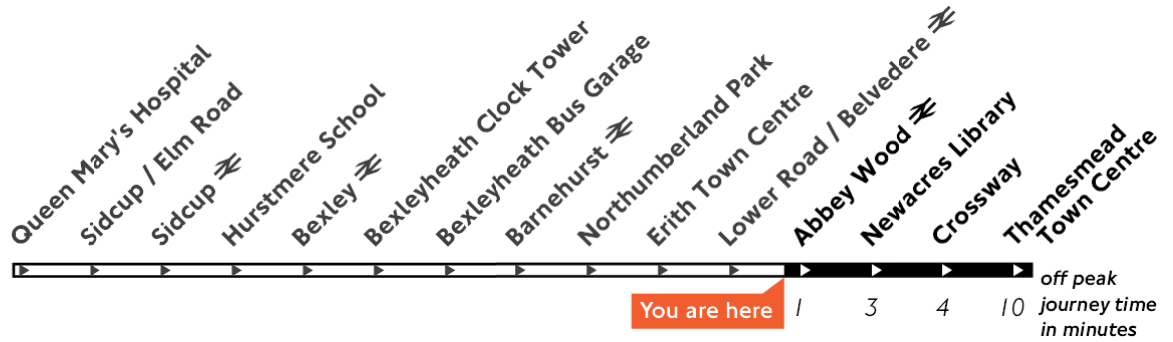 Queen Mary's Hospital
Sidcup / Elm Road
Sidcup
Hurstmere School
Bexley
Bexleyheath Clock Tower
Bexleyheath Bus Garage
Barnehurst
Northumberland Park
Erith Town Centre
Lower Road / Belvedere
Abbey Wood
Newacres Library
Crossway
Thamesmead
Town Centre
You are here
1 3 4 10
off peak
journey time
in minutes